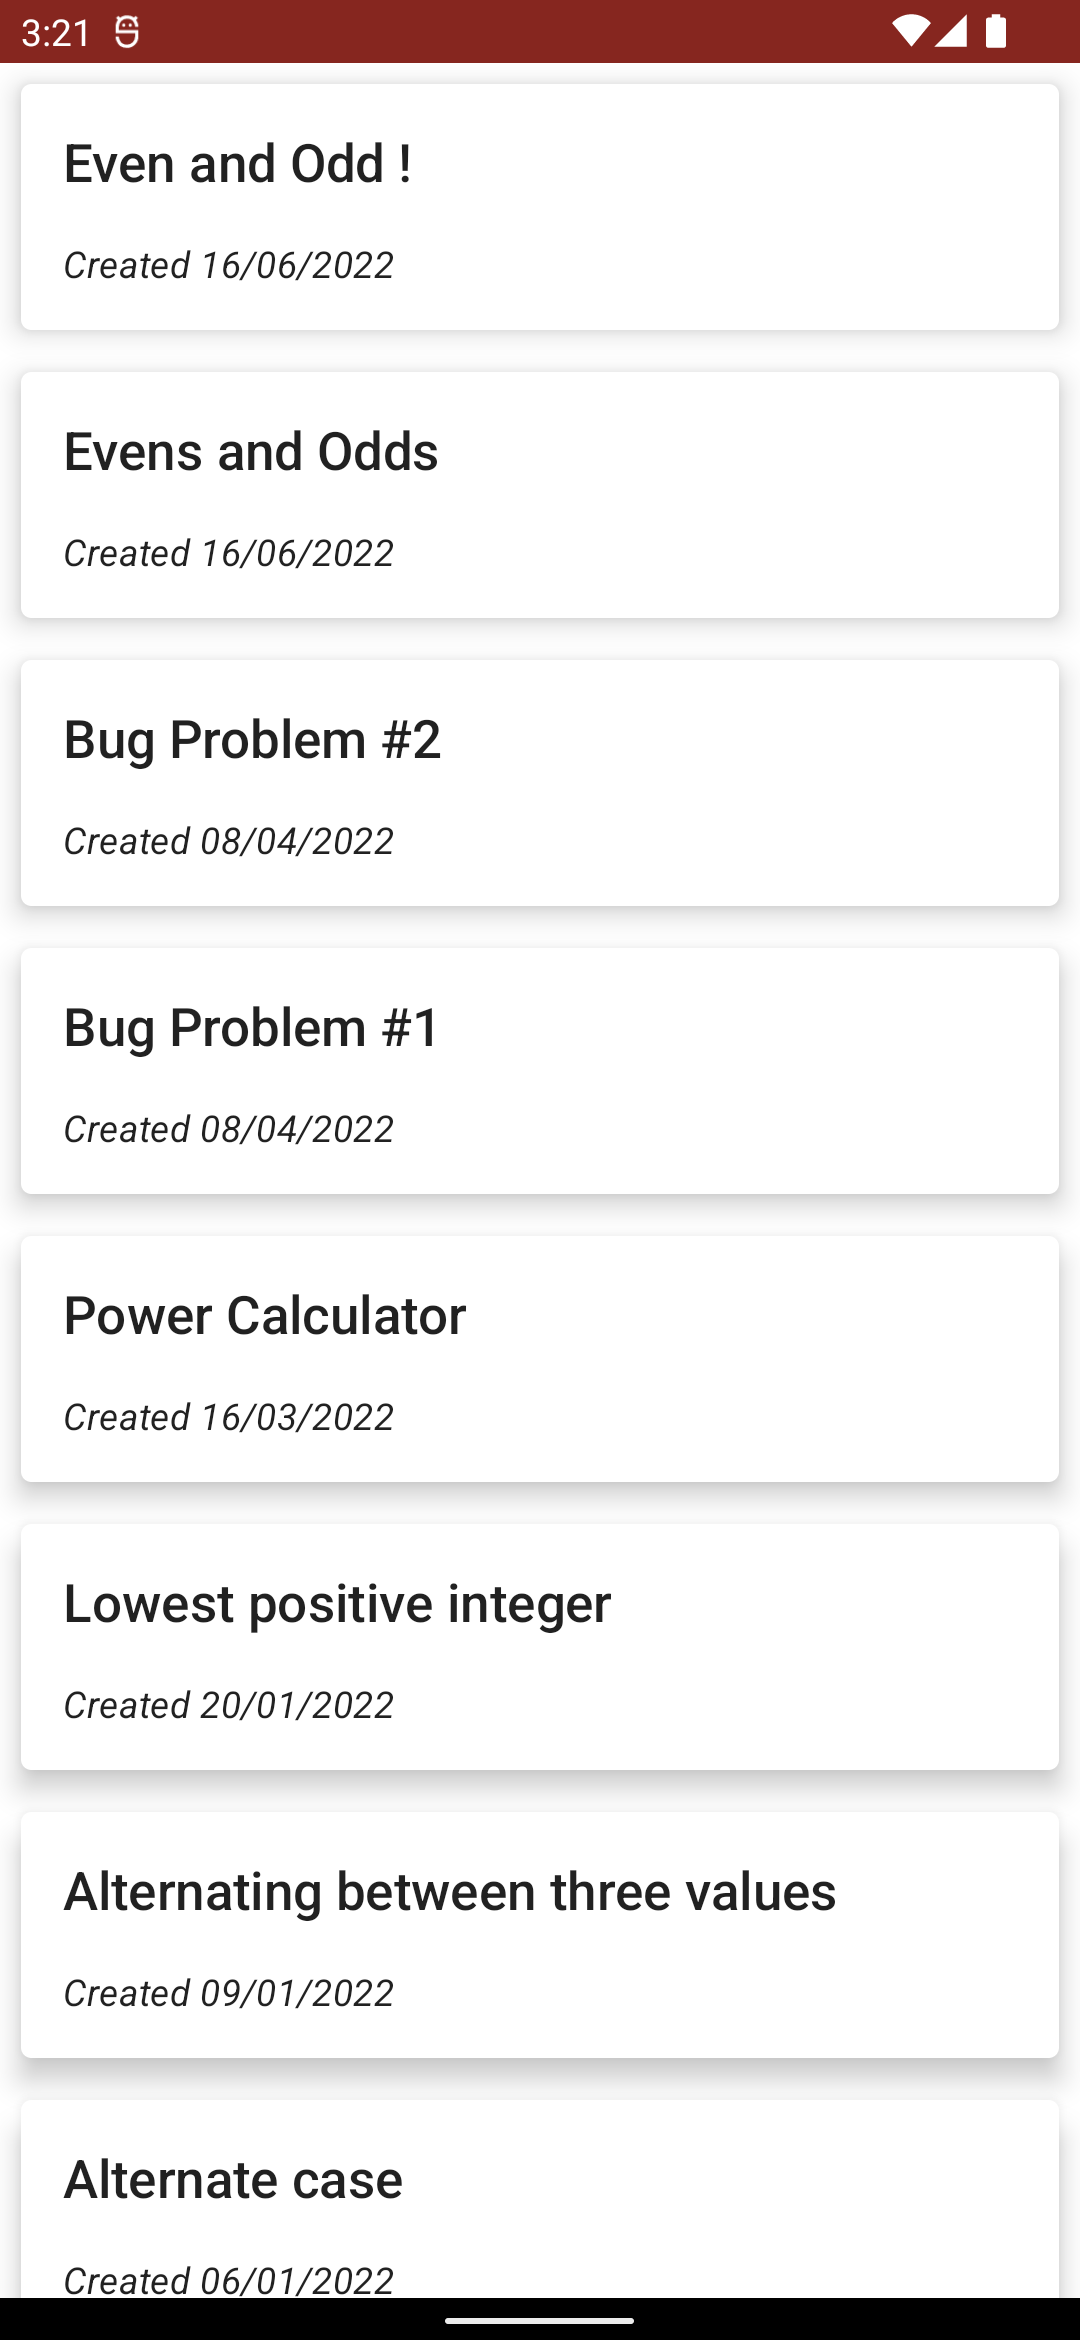 3:21
Even and Odd !
Created 16/06/2022
Evens and Odds
Created 16/06/2022
Bug Problem #2
Created 08/04/2022
Bug Problem #1
Created 08/04/2022
Power Calculator
Created 16/03/2022
Lowest positive integer
Created 20/01/2022
Alternating between three values
Created 09/01/2022
Alternate case
Created 06/01/2022